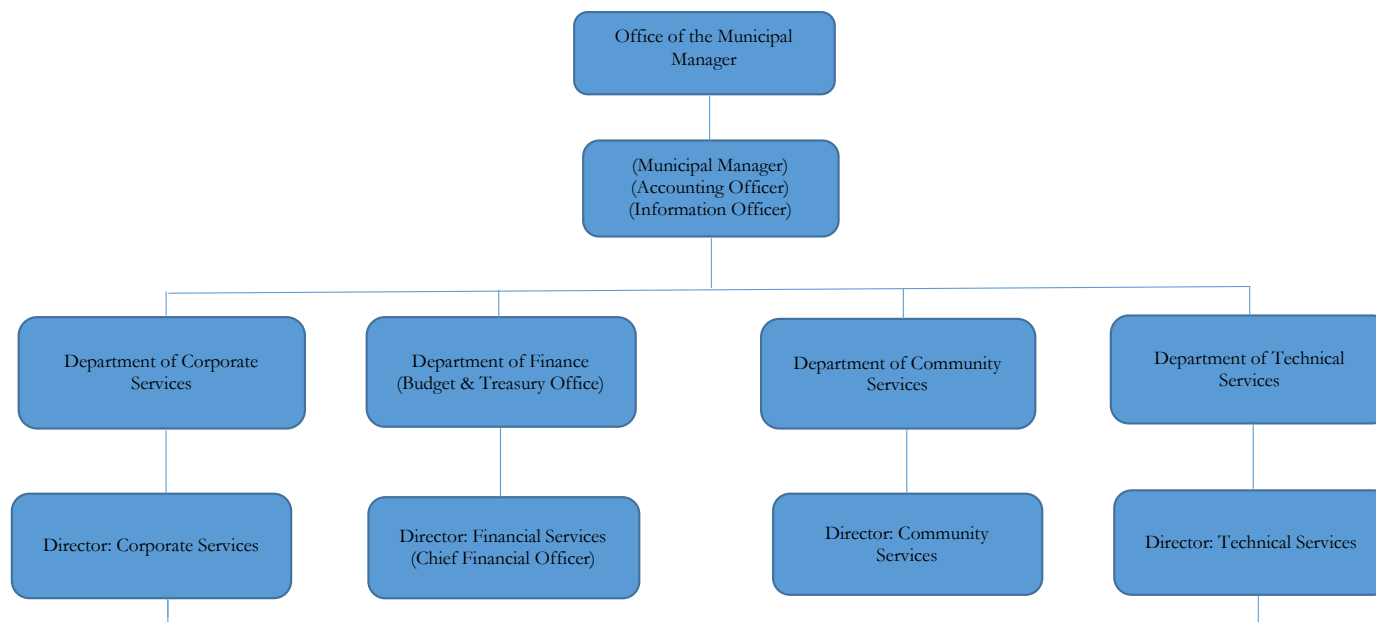 Office of the Municipal
Manager
(Municipal Manager)
(Accounting Officer)
(Information Officer)
Department of Corporate
Services
Department of Finance
(Budget & Treasury Office)
Department of Community
Services
Department of Technical
Services
Director: Corporate Services
Director: Financial Services
(Chief Financial Officer)
Director: Community
Services
Director: Technical Services